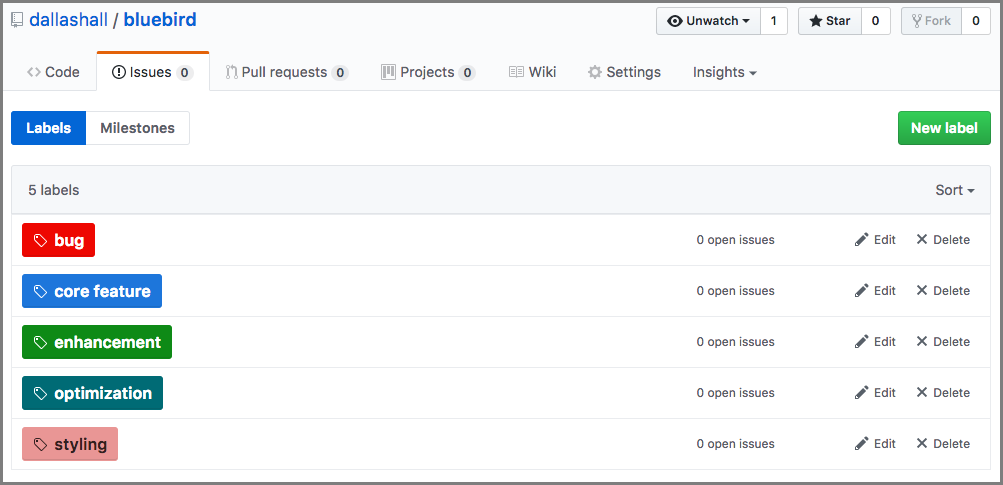 dallashall / bluebird Unwatch 1 Star 0 Fork 0
Code Issues 0 Pull requests 0 Projects 0 Wiki Settings Insights
Labels Milestones New label
5 labels Sort
bug 0 open issues Edit Delete
core feature 0 open issues Edit Delete
enhancement 0 open issues Edit Delete
optimization 0 open issues Edit Delete
styling 0 open issues Edit Delete